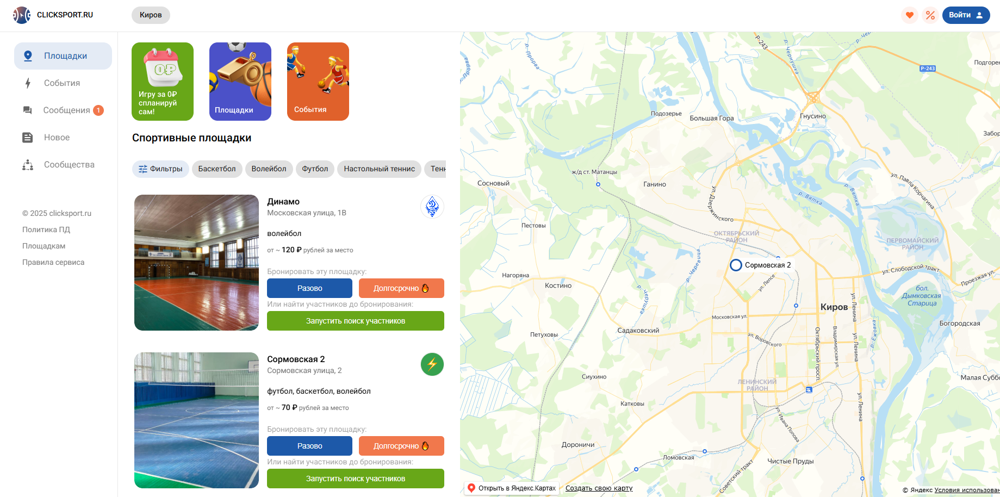 CLICKSPORT.RU
Киров
Войти
Площадки
События
Сообщения 1
Новое
Сообщества
© 2025 clicksport.ru
Политика ПД
Площадкам
Правила сервиса
0₽
Игру за 0₽
спланируй
сам!
Площадки
События
Спортивные площадки
Фильтры
Баскетбол
Волейбол
Футбол
Настольный теннис
Тенн
Динамо
Московская улица, 1В
волейбол
от ~ 120 ₽ рублей за место
Бронировать эту площадку:
Разово
Долгосрочно
Или найти участников до бронирования:
Запустить поиск участников
Сормовская 2
Сормовская улица, 2
футбол, баскетбол, волейбол
от ~ 70 ₽ рублей за место
Бронировать эту площадку:
Разово
Долгосрочно
Или найти участников до бронирования:
Запустить поиск участников
Р-243
р. Чернушка
р. Чер
р. Прорва
р. Прорва
Р-243
Подгорен
Подозерье
Большая Гора
Гнусино
Забор
ж/д ст. Матанцы
Сосновый
Ганино
ул. Дзержинского
р. Вятка
р. Вятка
ул. Павла Корчагина
Пестовы
ОКТЯБРЬСКИЙ
РАЙОН
ПЕРВОМАЙСКИЙ
РАЙОН
Сормовская 2
ул. Слободской тракт
Проезжая ул.
Нагоряна
Костино
ул. Лепсе
бол.
Дымковская
Старица
Киров
ул. Ленина
Московская ул.
Богородская
Садаковский
Петуховы
ул. Воровского
Октябрьский просп.
Владимирская ул.
ул. Ленина
р. Ежовка
Сиухино
ЛЕНИНСКИЙ
РАЙОН
Малая Суббо
Катковы
ул. Ленина
ул. Ивана Попова
Дороничи
Ломовская
Чистые Пруды
Советский тракт
Открыть в Яндекс.Картах
Создать свою карту
© Яндекс Условия использован